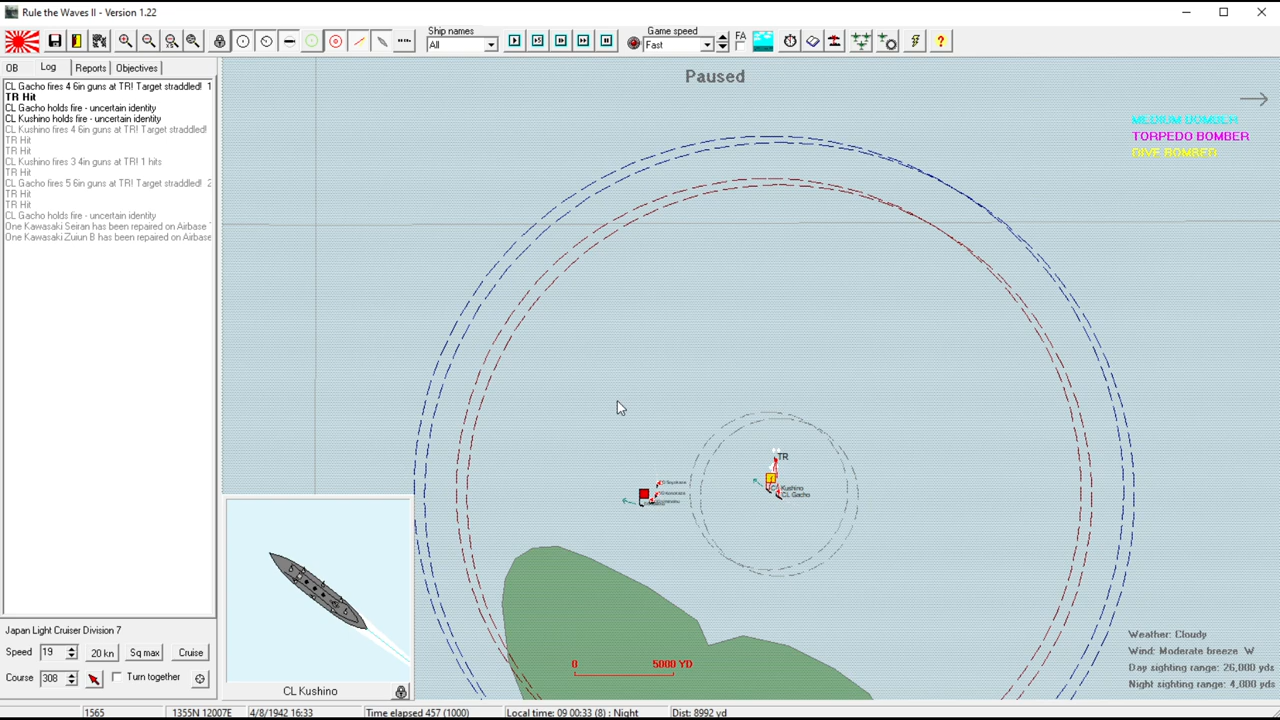 Rule the Waves II - Version 1.22
Ship names
All
Game speed
Fast
FA
OB Log Reports Objectives
CL Gacho fires 4 6in guns at TR! Target straddled! 1
TR Hit
CL Gacho holds fire - uncertain identity
CL Kushino holds fire - uncertain identity
CL Kushino fires 4 6in guns at TR! Target straddled!
TR Hit
TR Hit
CL Kushino fires 3 4in guns at TR! 1 hits
TR Hit
CL Gacho fires 5 6in guns at TR! Target straddled! 2
TR Hit
TR Hit
CL Gacho holds fire - uncertain identity
One Kawasaki Seiran has been repaired on Airbase
One Kawasaki Zuiun B has been repaired on Airbase
Paused
MEDIUM BOMBER
TORPEDO BOMBER
DIVE BOMBER
TR
Kushino
CL Gacho
0 5000 YD
Weather: Cloudy
Wind: Moderate breeze W
Day sighting range: 26,000 yds
Night sighting range: 4,000 yds
Japan Light Cruiser Division 7
Speed 19 20 kn Sq max Cruise
Course 308 Turn together
CL Kushino
1565 1355N 12007E 4/8/1942 16:33 Time elapsed 457 (1000) Local time: 09 00:33 (8) : Night Dist: 8992 yd